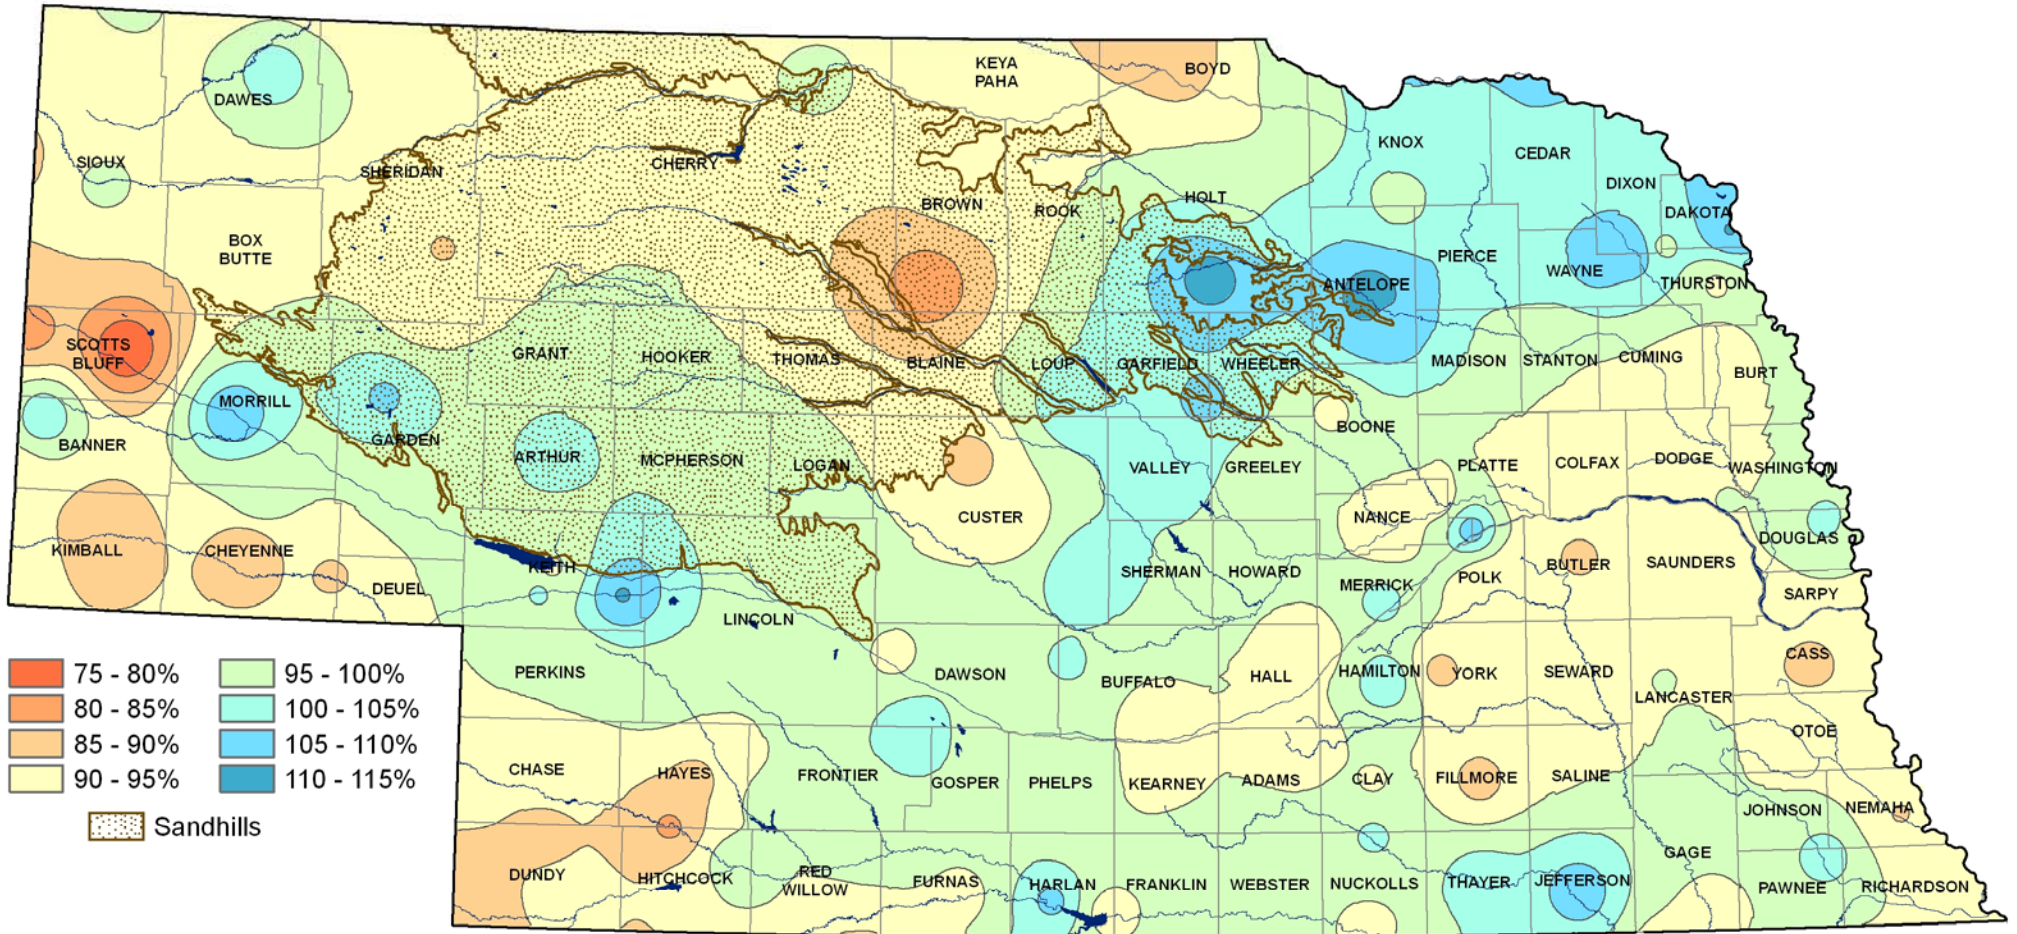 KEYA
PAHA
BOYD
DAWES
KNOX
CEDAR
SIOUX
SHERIDAN
CHERRY
DIXON
HOLT
BROWN
ROOK
DAKOTA
BOX
BUTTE
PIERCE
WAYNE
ANTELOPE
THURSTON
SCOTTS
BLUFF
GRANT
HOOKER
THOMAS
BLAINE
LOUP
GARFIELD
WHEELER
MADISON
STANTON
CUMING
BURT
MORRILL
BANNER
GARDEN
ARTHUR
MCPHERSON
LOGAN
VALLEY
GREELEY
BOONE
PLATTE
COLFAX
DODGE
WASHINGTON
CUSTER
NANCE
KIMBALL
CHEYENNE
DEUEL
KEITH
LINCOLN
SHERMAN
HOWARD
MERRICK
POLK
BUTLER
SAUNDERS
DOUGLAS
SARPY
75 - 80%
80 - 85%
85 - 90%
90 - 95%
95 - 100%
100 - 105%
105 - 110%
110 - 115%
Sandhills
PERKINS
DAWSON
BUFFALO
HALL
HAMILTON
YORK
SEWARD
LANCASTER
CASS
OTOE
CHASE
HAYES
FRONTIER
GOSPER
PHELPS
KEARNEY
ADAMS
CLAY
FILLMORE
SALINE
JOHNSON
NEMAHA
DUNDY
HITCHCOCK
RED
WILLOW
FURNAS
HARLAN
FRANKLIN
WEBSTER
NUCKOLLS
THAYER
JEFFERSON
GAGE
PAWNEE
RICHARDSON